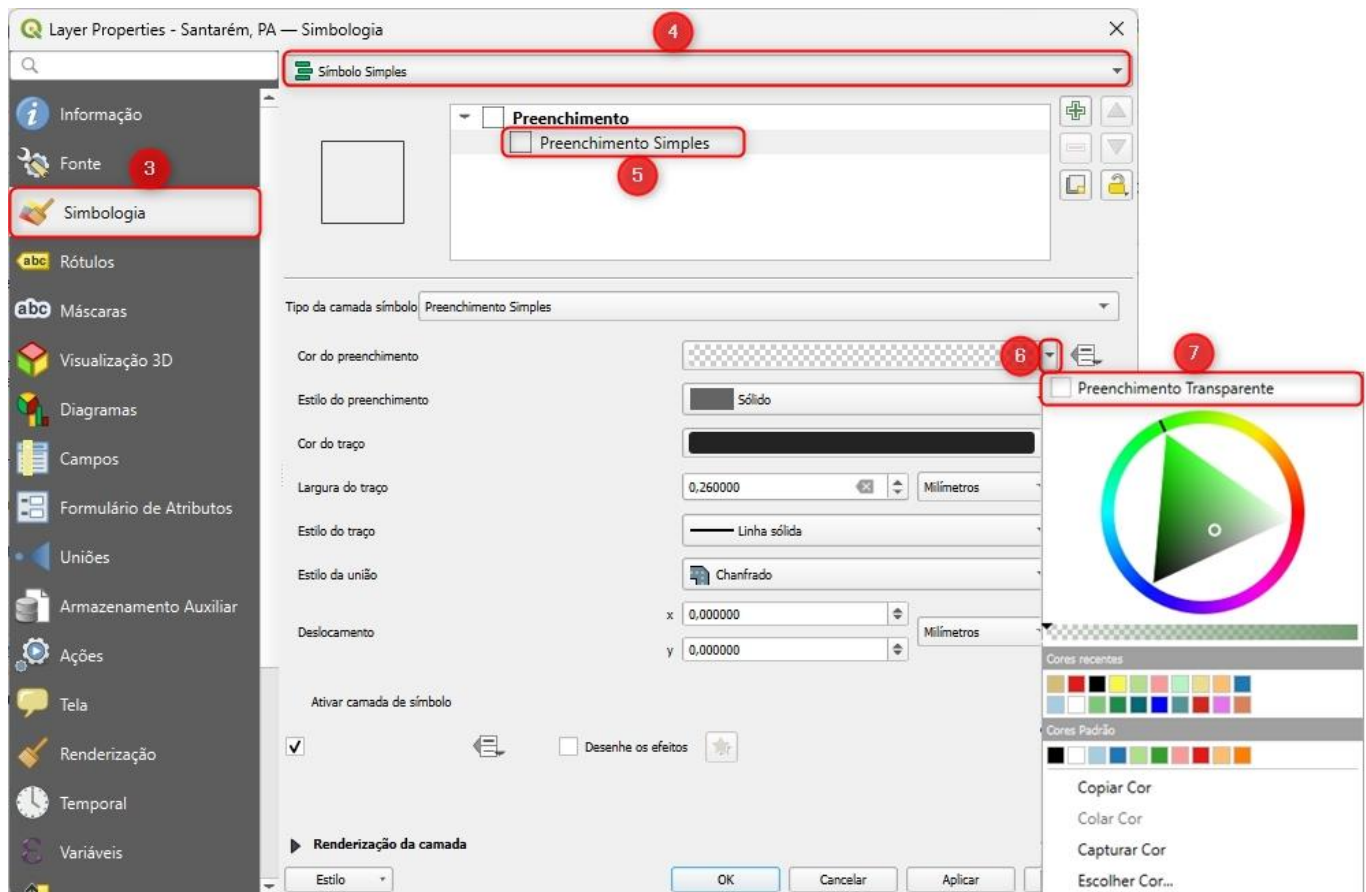 Layer Properties - Santarém, PA — Simbologia
4
Símbolo Simples
Informação
Fonte
3
Simbologia
Rótulos
Máscaras
Visualização 3D
Diagramas
Campos
Formulário de Atributos
Uniões
Armazenamento Auxiliar
Ações
Tela
Renderização
Temporal
Variáveis
Preenchimento
Preenchimento Simples
5
Tipo da camada símbolo Preenchimento Simples
Cor do preenchimento
6
Estilo do preenchimento Sólido
Cor do traço
Largura do traço 0,260000 Milímetros
Estilo do traço Linha sólida
Estilo da união Chanfrado
Deslocamento x 0,000000 Milímetros
y 0,000000
Ativar camada de símbolo
Desenhe os efeitos
Renderização da camada
Estilo OK Cancelar Aplicar
7
Preenchimento Transparente
Cores recentes
Cores Padrão
Copiar Cor
Colar Cor
Capturar Cor
Escolher Cor...
abc
abc